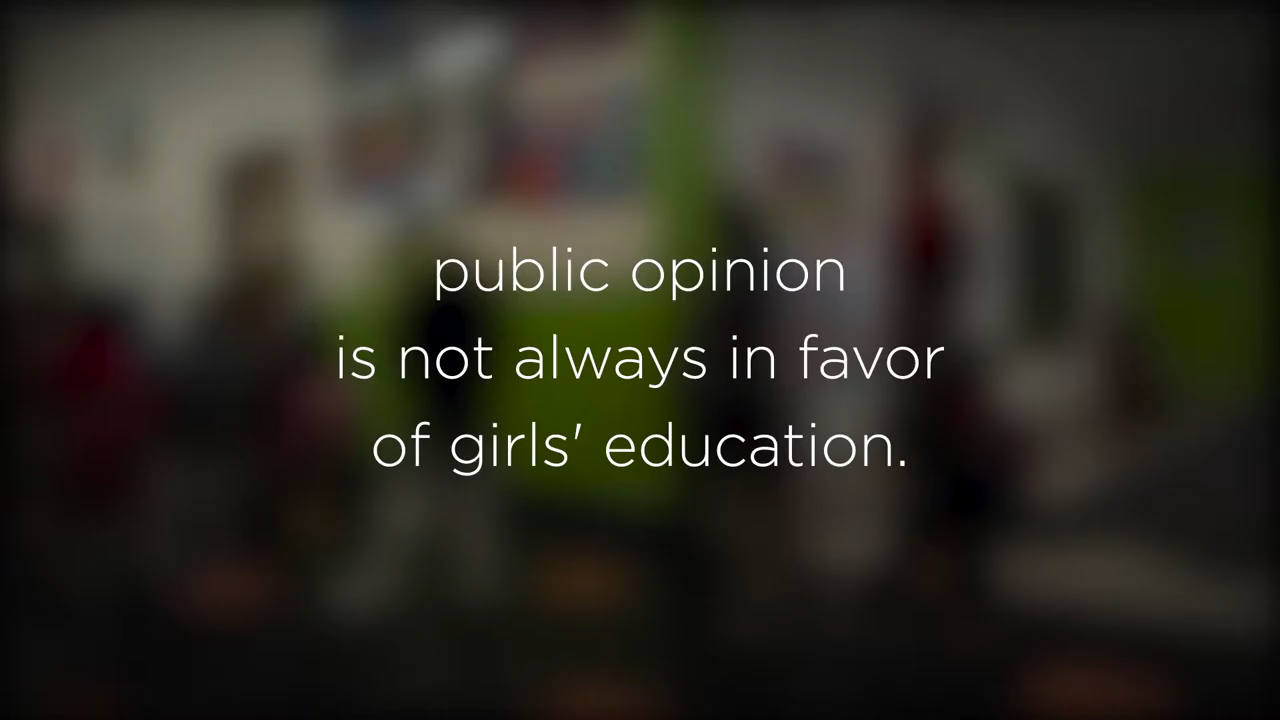 public opinion
is not always in favor
of girls' education.